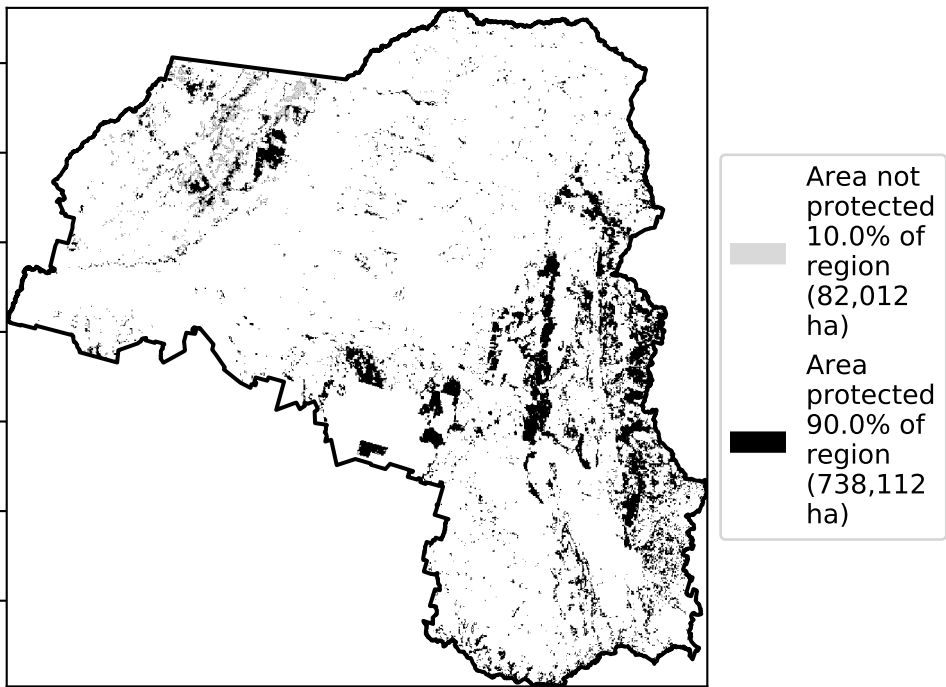 Area not
protected
10.0% of
region
(82,012
ha)
Area
protected
90.0% of
region
(738,112
ha)